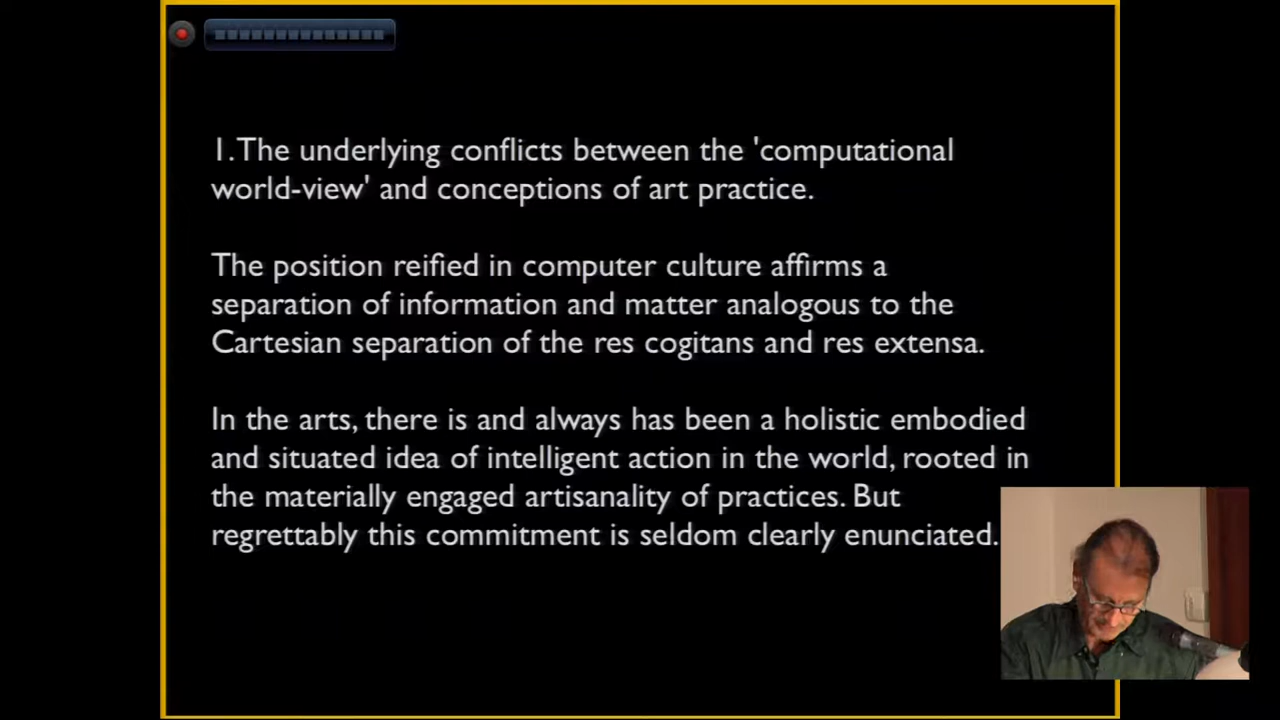 1. The underlying conflicts between the 'computational
world-view' and conceptions of art practice.
The position reified in computer culture affirms a
separation of information and matter analogous to the
Cartesian separation of the res cogitans and res extensa.
In the arts, there is and always has been a holistic embodied
and situated idea of intelligent action in the world, rooted in
the materially engaged artisanality of practices. But
regrettably this commitment is seldom clearly enunciated.